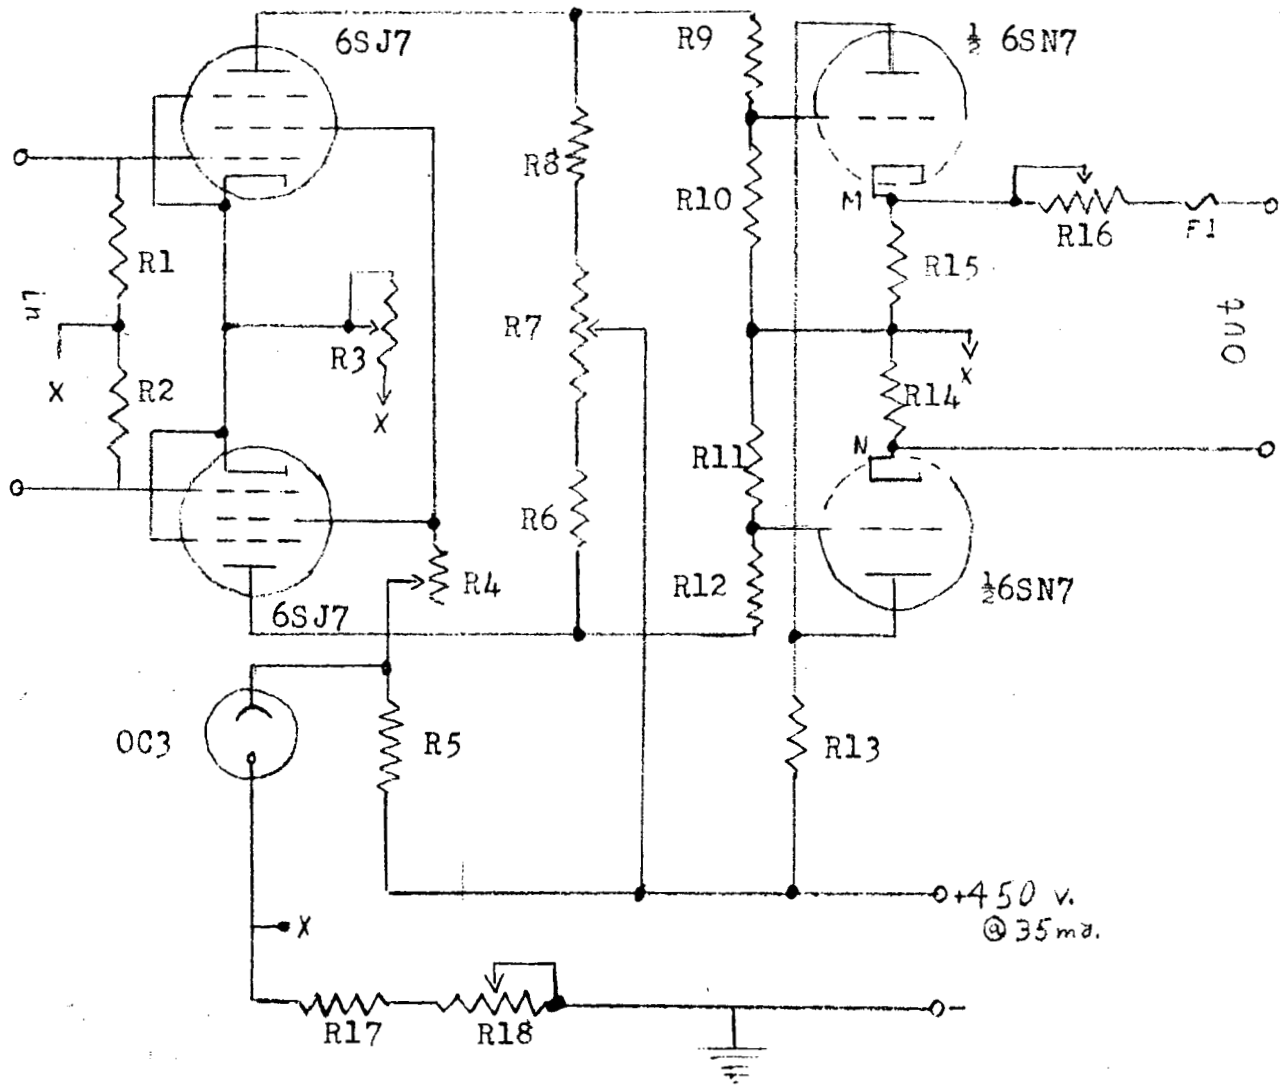 6SJ7
R9
½ 6SN7
R8
R10
M
R16
F1
R1
R15
in
R7
R3
Out
X
R2
X
X
R14
N
R11
R6
R12
R4
½6SN7
6SJ7
OC3
R5
R13
+450 v.
@ 35ma.
X
R17
R18